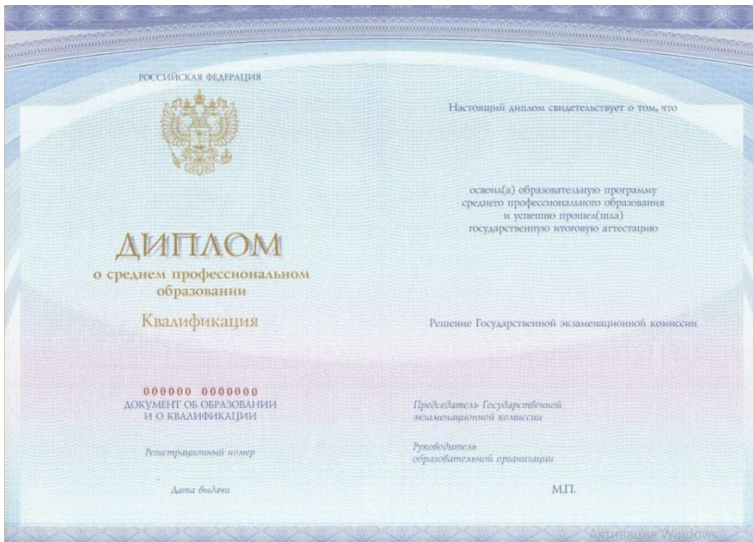 РОССИЙСКАЯ ФЕДЕРАЦИЯ
ДИПЛОМ
о среднем профессиональном
образовании
Квалификация
000000 0000000
ДОКУМЕНТ ОБ ОБРАЗОВАНИИ
И О КВАЛИФИКАЦИИ
Регистрационный номер
Дата выдачи
Настоящий диплом свидетельствует о том, что
освоил(а) образовательную программу
среднего профессионального образования
и успешно прошел(шла)
государственную итоговую аттестацию
Решение Государственной экзаменационной комиссии
Председатель Государственной
экзаменационной комиссии
Руководитель
образовательной организации
М.П.
Активация Windows